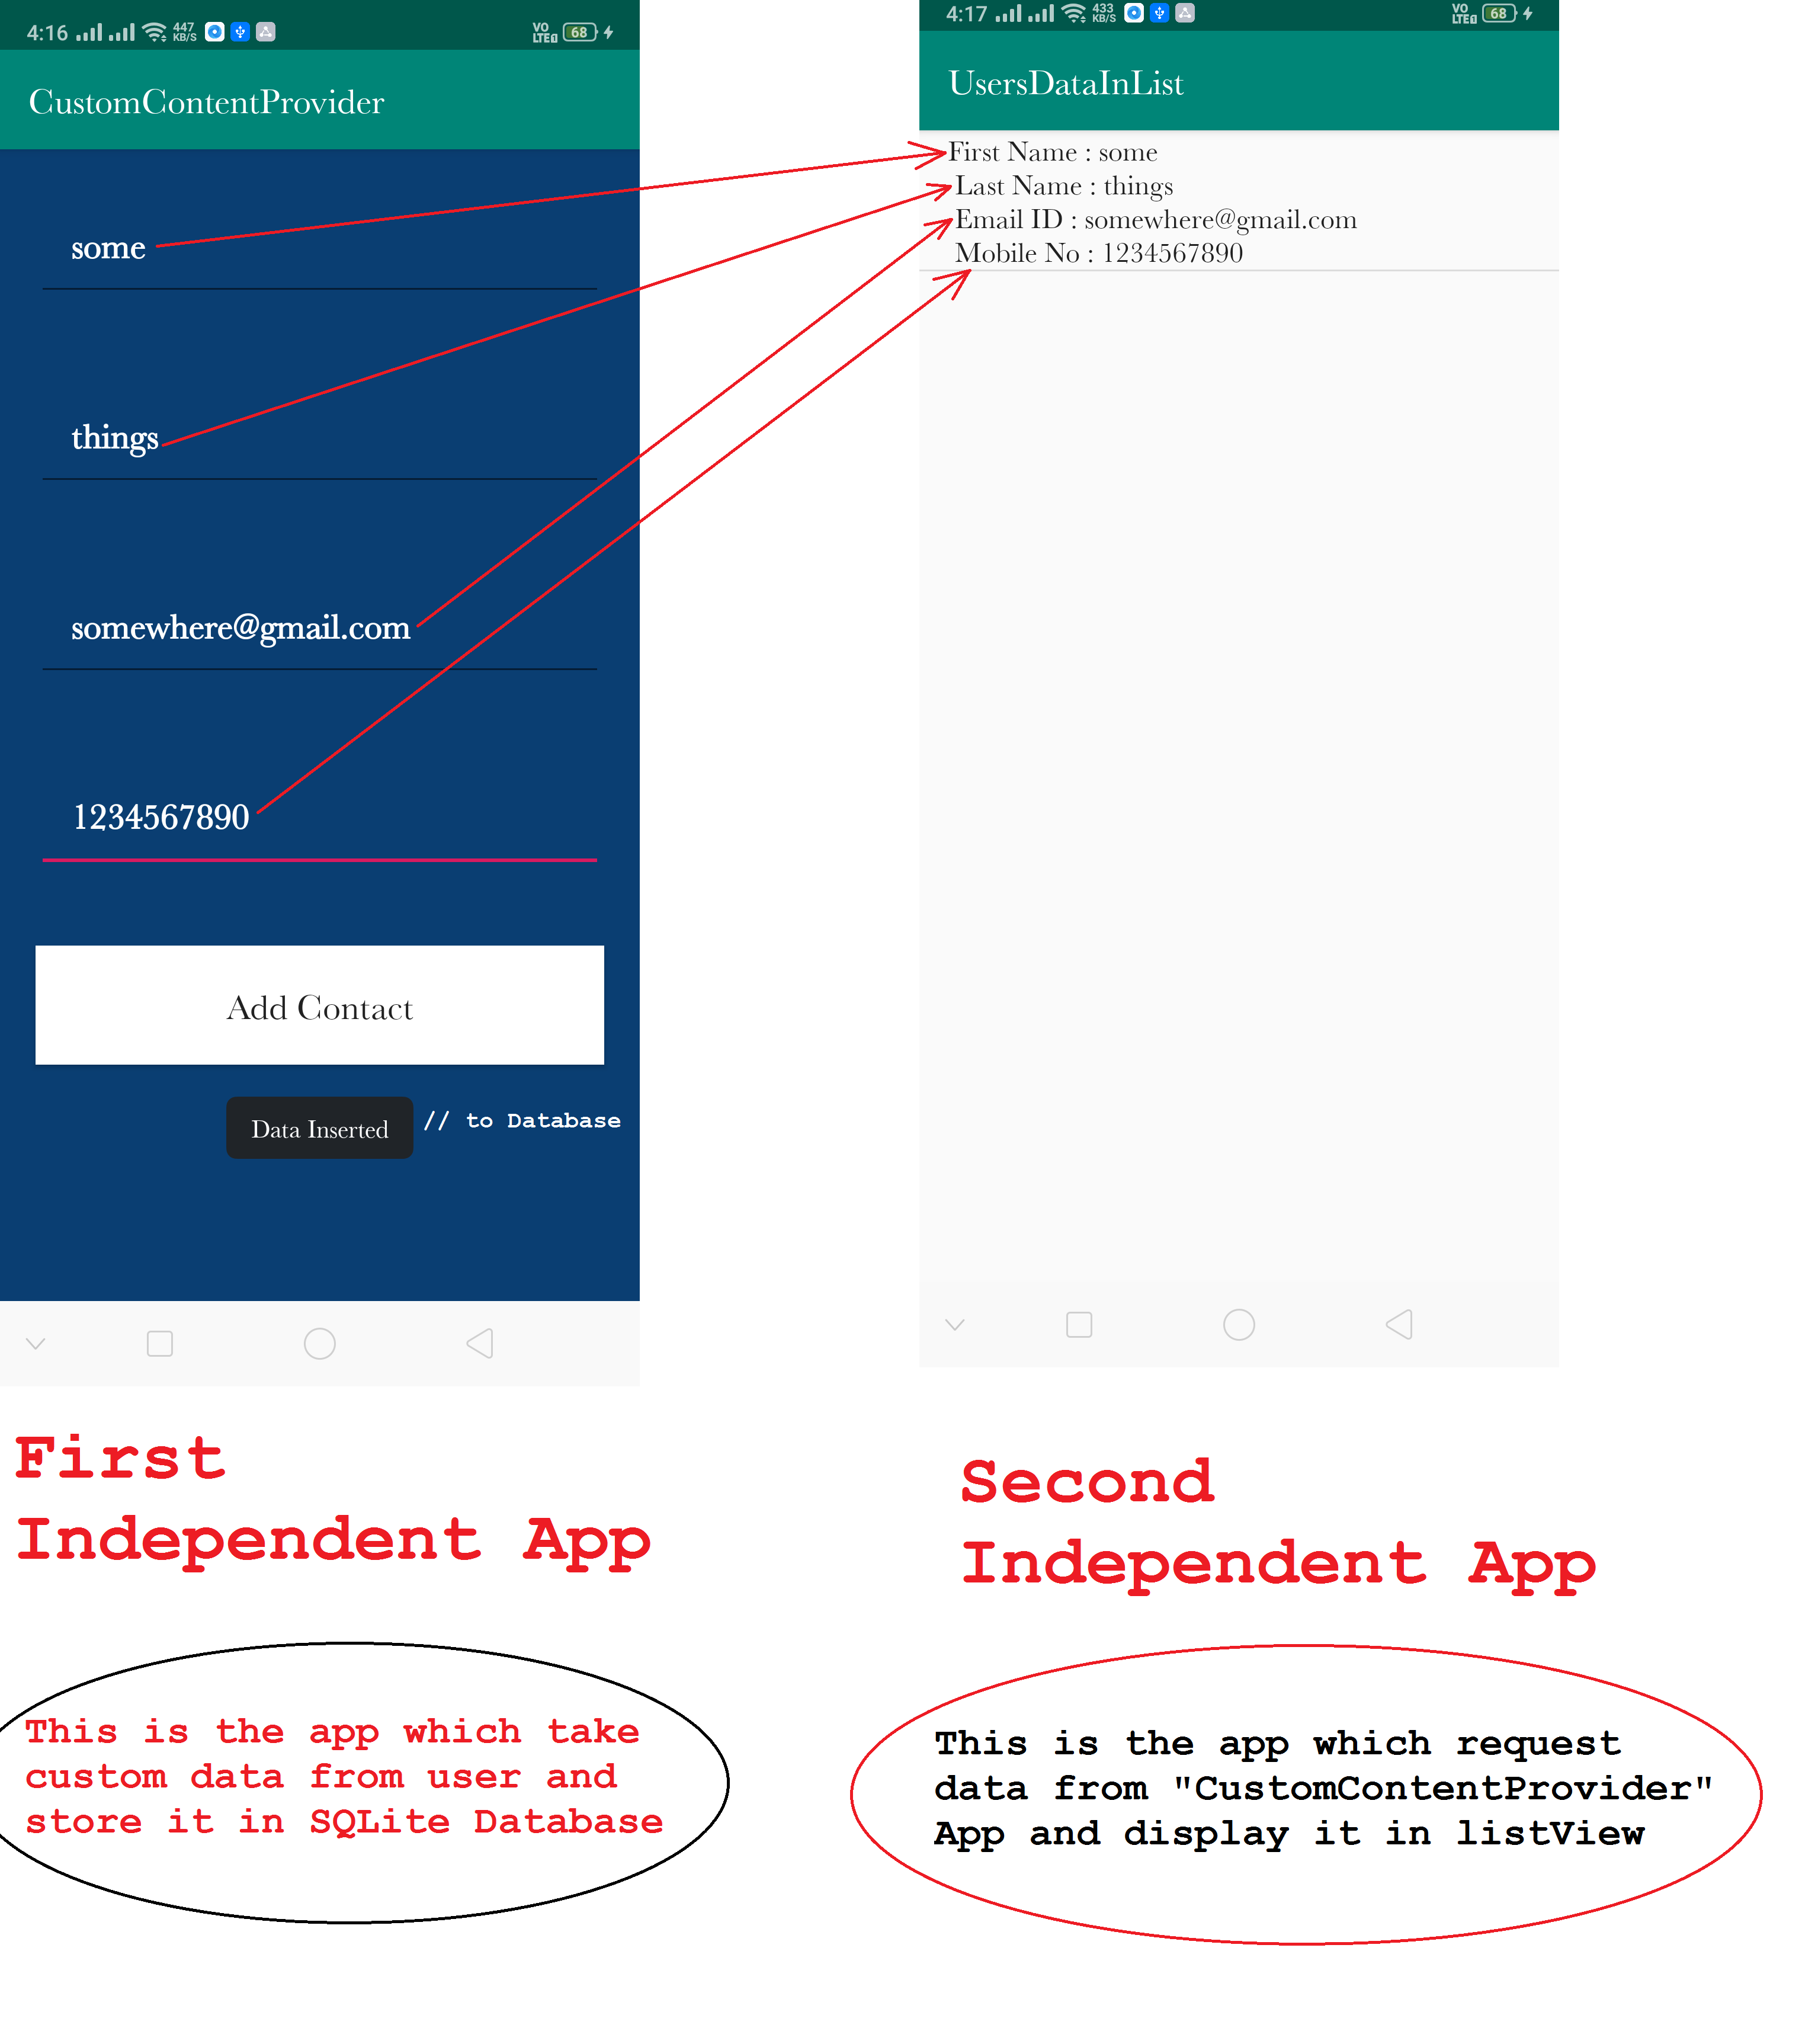 4:16 447 KB/S VO LTE 68
CustomContentProvider
some
things
somewhere@gmail.com
1234567890
Add Contact
Data Inserted // to Database
First
Independent App
This is the app which take
custom data from user and
store it in SQLite Database
4:17 433 KB/S VO LTE 68
UsersDataInList
First Name : some
Last Name : things
Email ID : somewhere@gmail.com
Mobile No : 1234567890
Second
Independent App
This is the app which request
data from "CustomContentProvider"
App and display it in listView